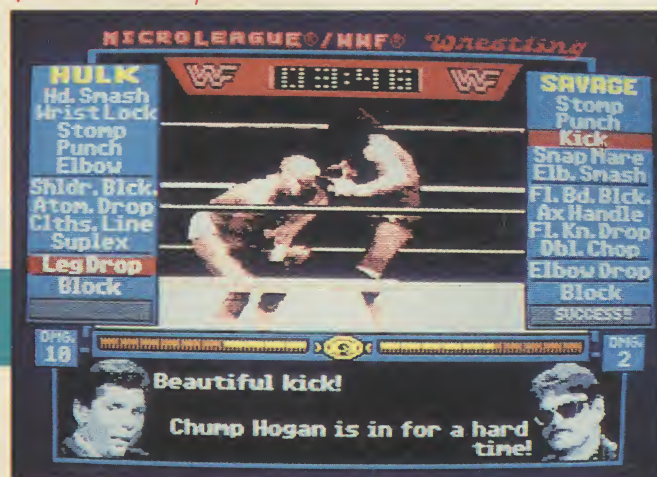 MICROLEAGUE®/WWF® Wrestling
HULK
Hd. Smash
Wrist Lock
Stomp
Punch
Elbow
Shldr. Blck.
Atom. Drop
Clths. Line
Suplex
Leg Drop
Block
DMG.
10
WF 03:48 WF
SAVAGE
Stomp
Punch
Kick
Snap Mare
Elb. Smash
Fl. Bd. Blck.
Ax Handle
Fl. Kn. Drop
Dbl. Chop
Elbow Drop
Block
SUCCESS!!
DMG.
2
Beautiful kick!
Chump Hogan is in for a hard
time!